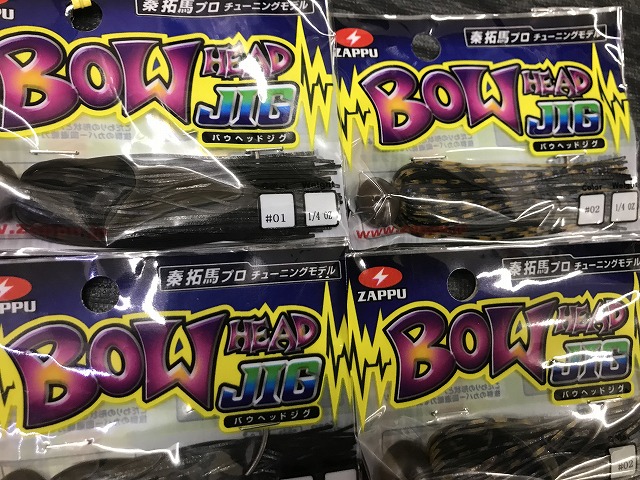 秦拓馬プロ チューニングモデル
BOW HEAD
JIG
バウヘッドジグ
#01
1/4 OZ
ZAPPU
秦拓馬プロ チューニングモデル
BOW HEAD
JIG
バウヘッドジグ
#02
1/4 OZ
ZAPPU
秦拓馬プロ チューニングモデル
BOW HEAD
JIG
バウヘッドジグ
ZAPPU
秦拓馬プロ チューニングモデル
BOW HEAD
JIG
バウヘッドジグ
#02